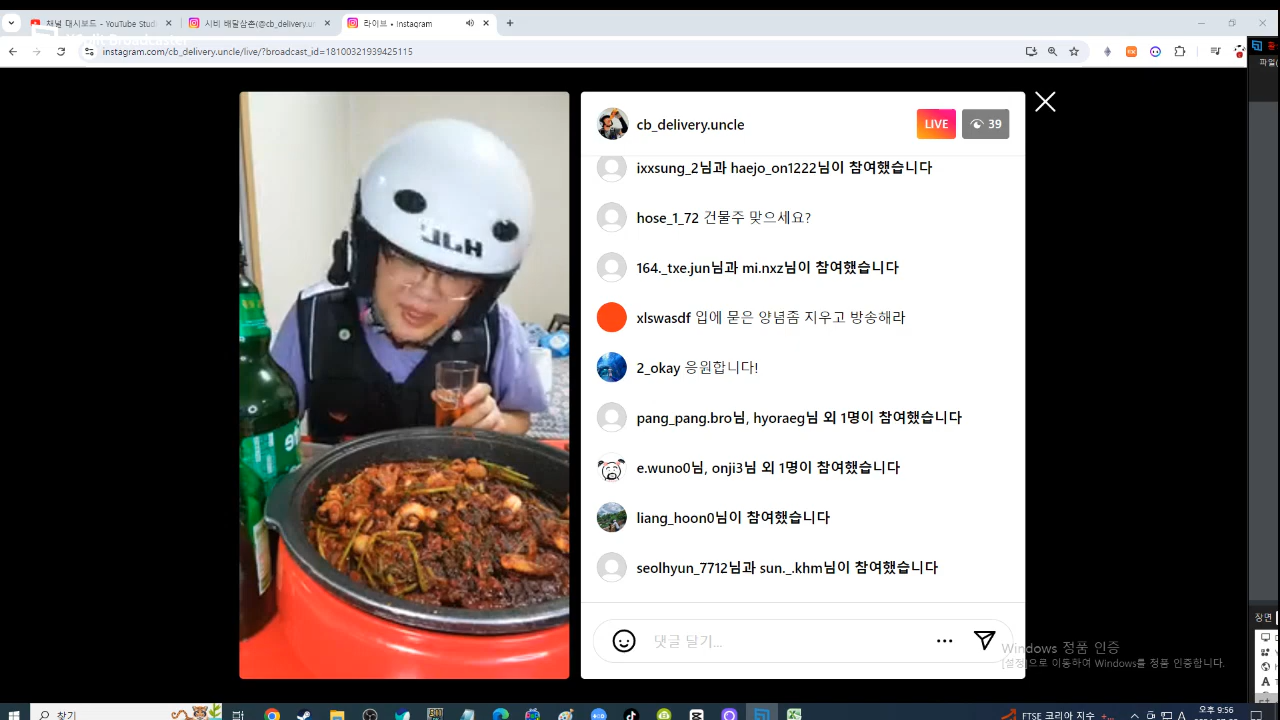 채널 대시보드 - YouTube Studi
시비 배달삼촌(@cb_delivery.u
라이브 • Instagram
instagram.com/cb_delivery.uncle/live/?broadcast_id=18100321939425115
파일(
cb_delivery.uncle
LIVE
39
ixxsung_2님과 haejo_on1222님이 참여했습니다
hose_1_72 건물주 맞으세요?
164._txe.jun님과 mi.nxz님이 참여했습니다
xlswasdf 입에 묻은 양념좀 지우고 방송해라
2_okay 응원합니다!
pang_pang.bro님, hyoraeg님 외 1명이 참여했습니다
e.wuno0님, onji3님 외 1명이 참여했습니다
liang_hoon0님이 참여했습니다
seolhyun_7712님과 sun._.khm님이 참여했습니다
댓글 달기...
Windows 정품 인증
[설정]으로 이동하여 Windows를 정품 인증합니다.
장면
찾기
FTSE 코리아 지수
오후 9:56